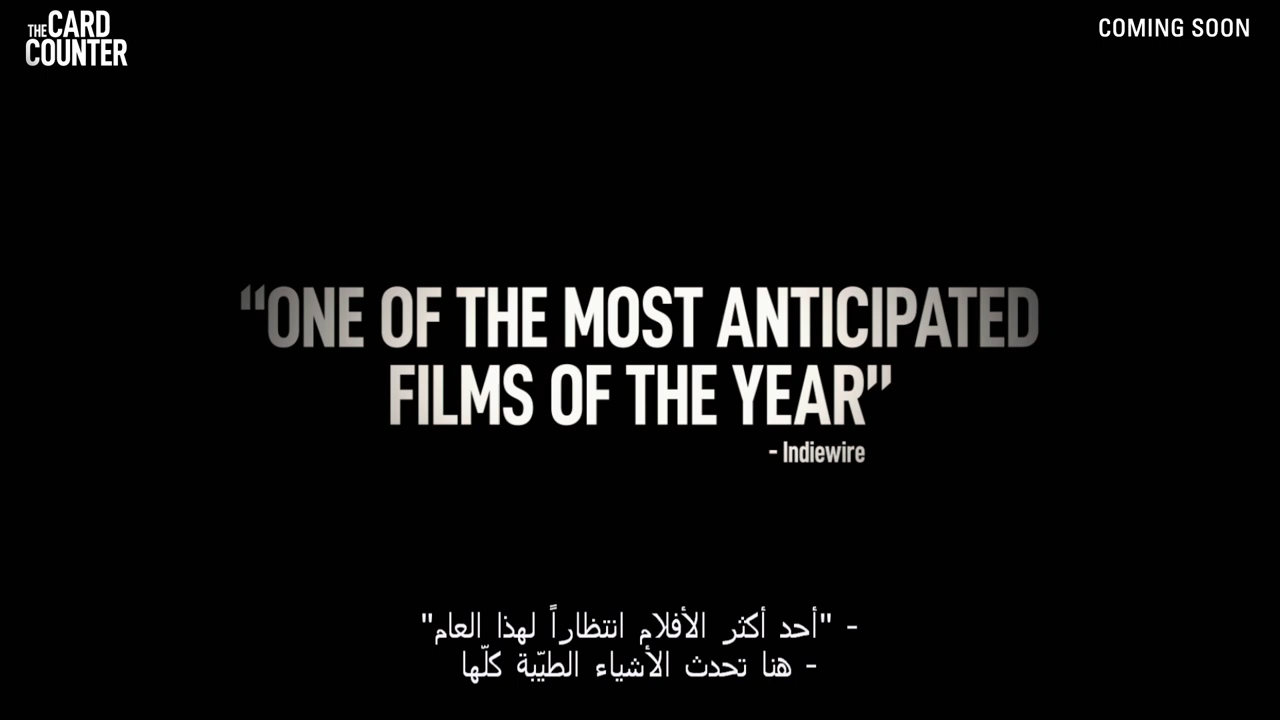 THE CARD
COUNTER
COMING SOON
“ONE OF THE MOST ANTICIPATED
FILMS OF THE YEAR”
- Indiewire
- "أحد أكثر الأفلام انتظاراً لهذا العام"
- هنا تحدث الأشياء الطيّبة كلّها